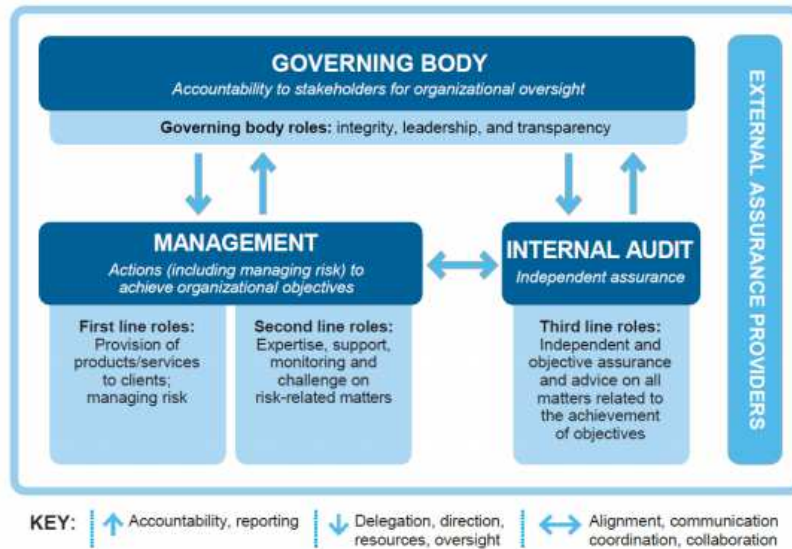 GOVERNING BODY
Accountability to stakeholders for organizational oversight
Governing body roles: integrity, leadership, and transparency
MANAGEMENT
Actions (including managing risk) to
achieve organizational objectives
INTERNAL AUDIT
Independent assurance
First line roles:
Provision of
products/services
to clients;
managing risk
Second line roles:
Expertise, support,
monitoring and
challenge on
risk-related matters
Third line roles:
Independent and
objective assurance
and advice on all
matters related to
the achievement
of objectives
EXTERNAL ASSURANCE PROVIDERS
KEY:
Accountability, reporting
Delegation, direction,
resources, oversight
Alignment, communication
coordination, collaboration